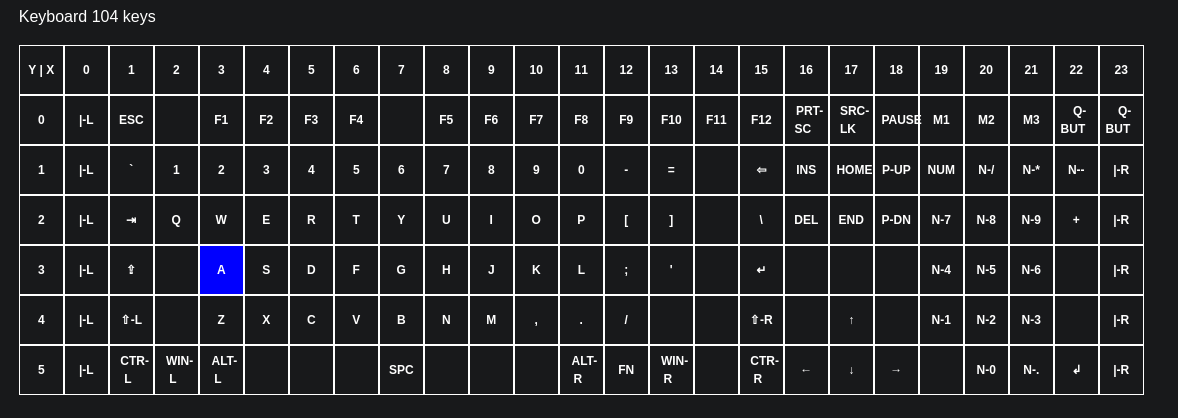 Keyboard 104 keys
Y | X 0 1 2 3 4 5 6 7 8 9 10 11 12 13 14 15 16 17 18 19 20 21 22 23
0 |-L ESC F1 F2 F3 F4 F5 F6 F7 F8 F9 F10 F11 F12 PRT-SC SRC-LK PAUSE M1 M2 M3 Q-BUT Q-BUT
1 |-L ` 1 2 3 4 5 6 7 8 9 0 - = ⇦ INS HOME P-UP NUM N-/ N-* N-- |-R
2 |-L ⇥ Q W E R T Y U I O P [ ] \ DEL END P-DN N-7 N-8 N-9 + |-R
3 |-L ⇪ A S D F G H J K L ; ' ↵ N-4 N-5 N-6 |-R
4 |-L ⇧-L Z X C V B N M , . / ⇧-R ↑ N-1 N-2 N-3 |-R
5 |-L CTR-L WIN-L ALT-L SPC ALT-R FN WIN-R CTR-R ← ↓ → N-0 N-. ↲ |-R